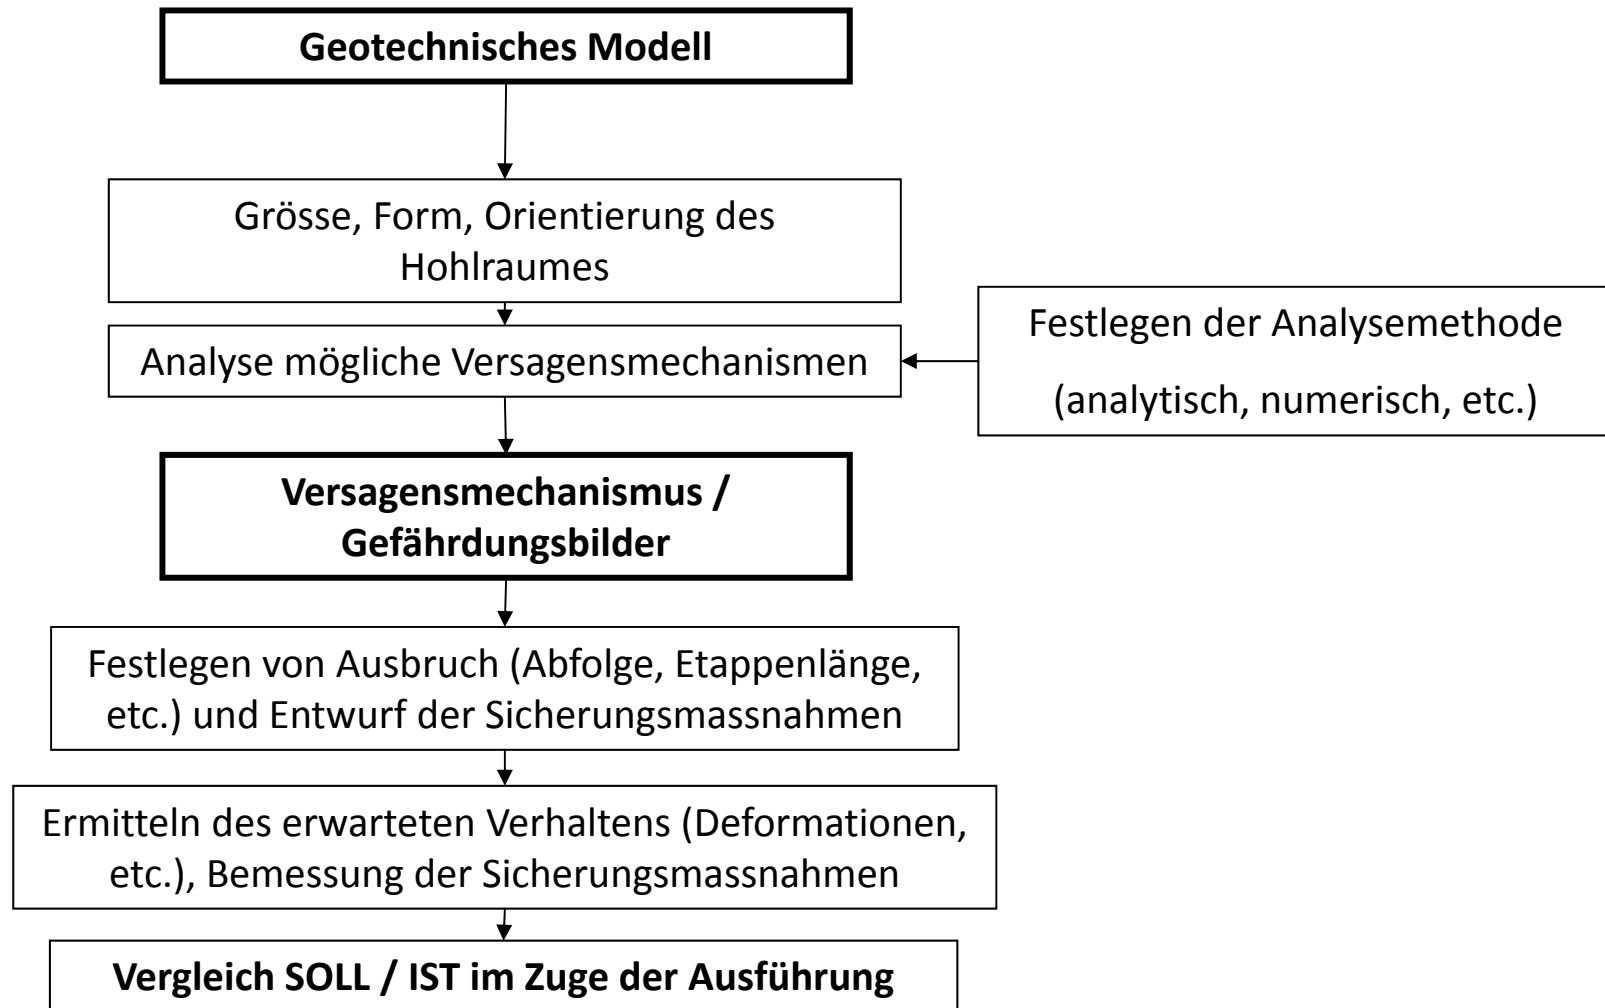 Geotechnisches Modell
Grösse, Form, Orientierung des
Hohlraumes
Analyse mögliche Versagensmechanismen
Festlegen der Analysemethode
(analytisch, numerisch, etc.)
Versagensmechanismus /
Gefährdungsbilder
Festlegen von Ausbruch (Abfolge, Etappenlänge,
etc.) und Entwurf der Sicherungsmassnahmen
Ermitteln des erwarteten Verhaltens (Deformationen,
etc.), Bemessung der Sicherungsmassnahmen
Vergleich SOLL / IST im Zuge der Ausführung